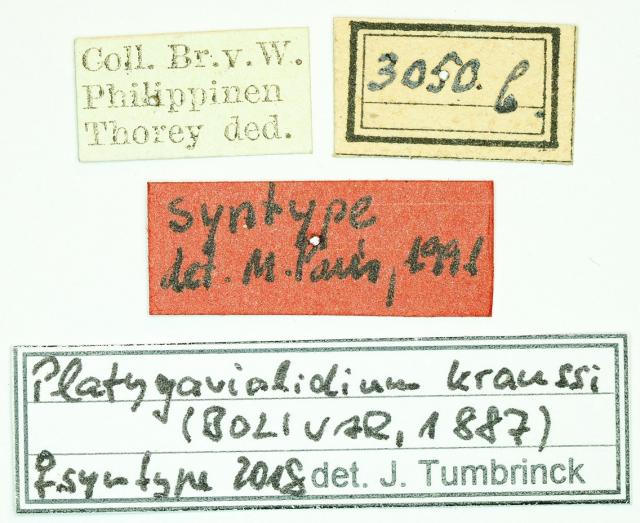 Coll. Br. v. W.
Philippinen
Thorey ded.
3050. b.
Syntype
det. M. Paris, 1991
Platygavialidium kraussi
(BOLIVAR, 1887)
♀ syntype 2018 det. J. Tumbrinck